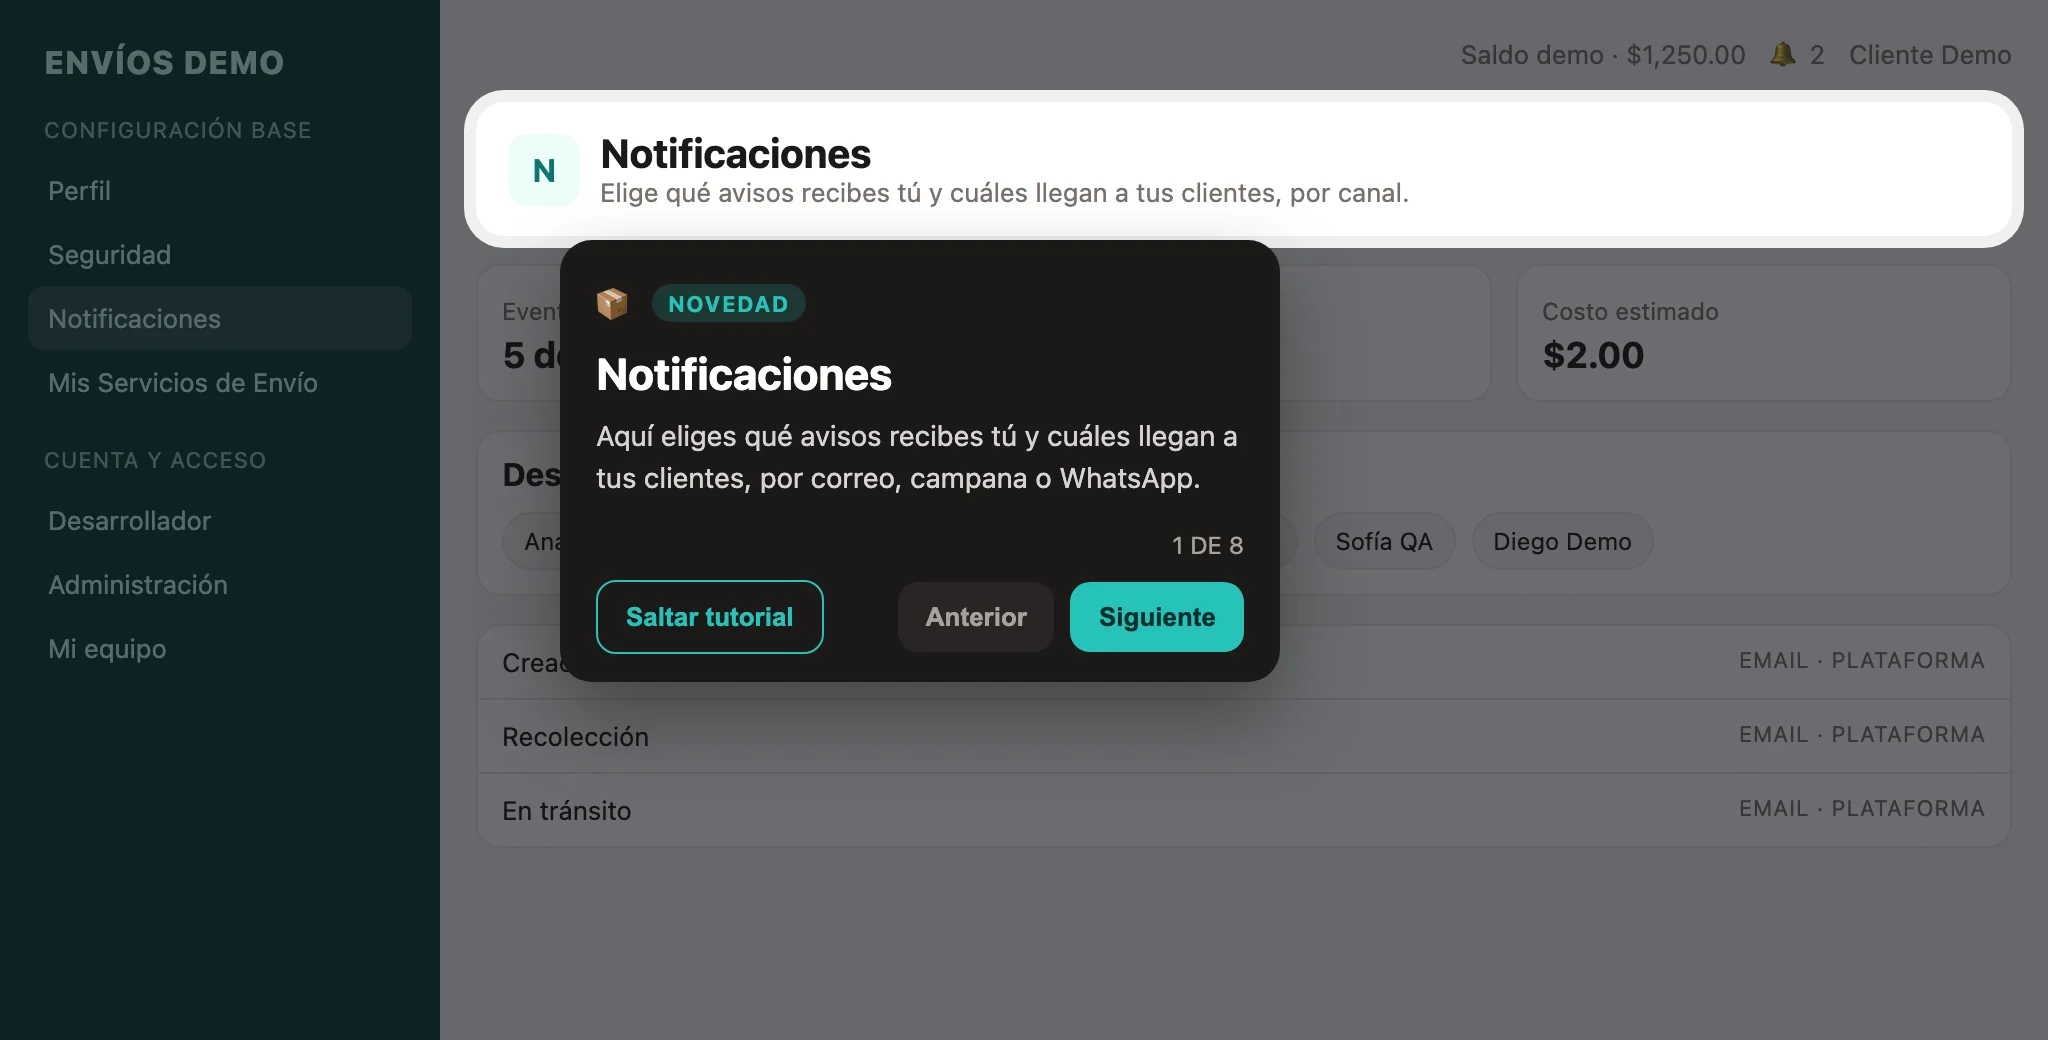 ENVÍOS DEMO
CONFIGURACIÓN BASE
Perfil
Seguridad
Notificaciones
Mis Servicios de Envío
CUENTA Y ACCESO
Desarrollador
Administración
Mi equipo
Saldo demo · $1,250.00 🔔 2 Cliente Demo
N
Notificaciones
Elige qué avisos recibes tú y cuáles llegan a tus clientes, por canal.
Costo estimado
5
$2.00
NOVEDAD
Notificaciones
Aquí eliges qué avisos recibes tú y cuáles llegan a
tus clientes, por correo, campana o WhatsApp.
1 DE 8
Saltar tutorial
Anterior
Siguiente
Sofía QA
Diego Demo
EMAIL · PLATAFORMA
Recolección
EMAIL · PLATAFORMA
En tránsito
EMAIL · PLATAFORMA